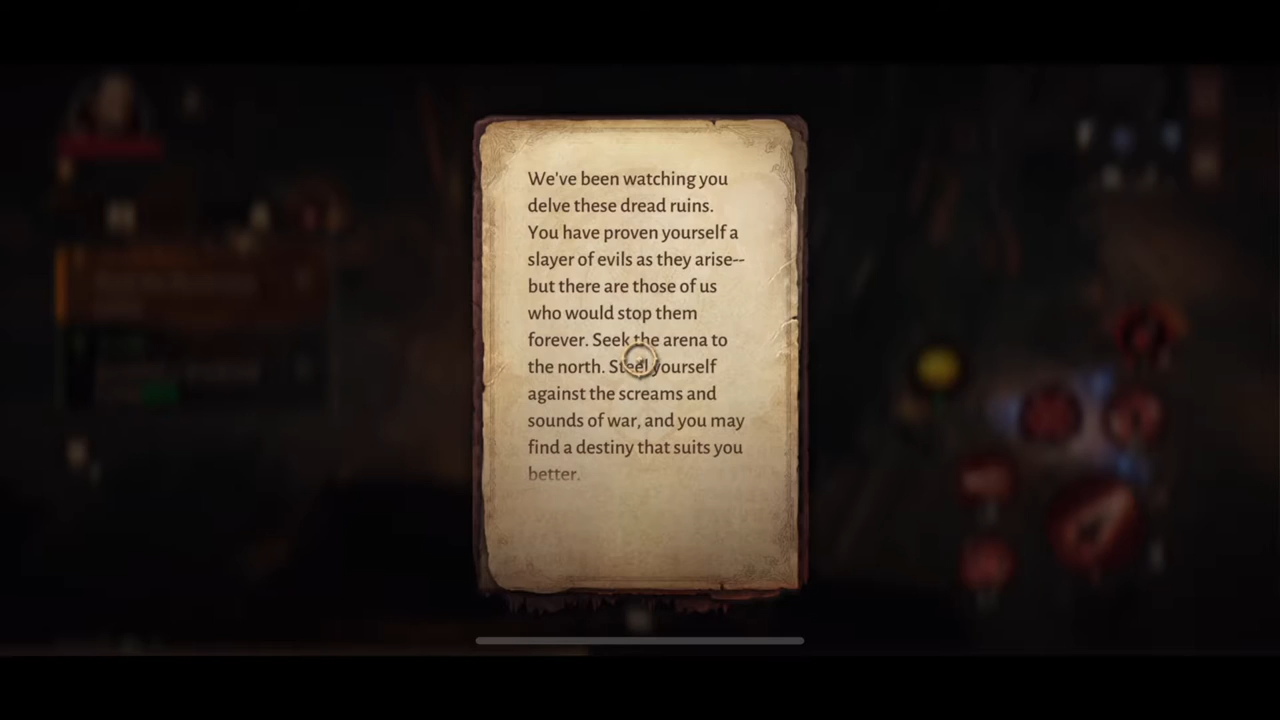 We've been watching you
delve these dread ruins.
You have proven yourself a
slayer of evils as they arise--
but there are those of us
who would stop them
forever. Seek the arena to
the north. Steel yourself
against the screams and
sounds of war, and you may
find a destiny that suits you
better.